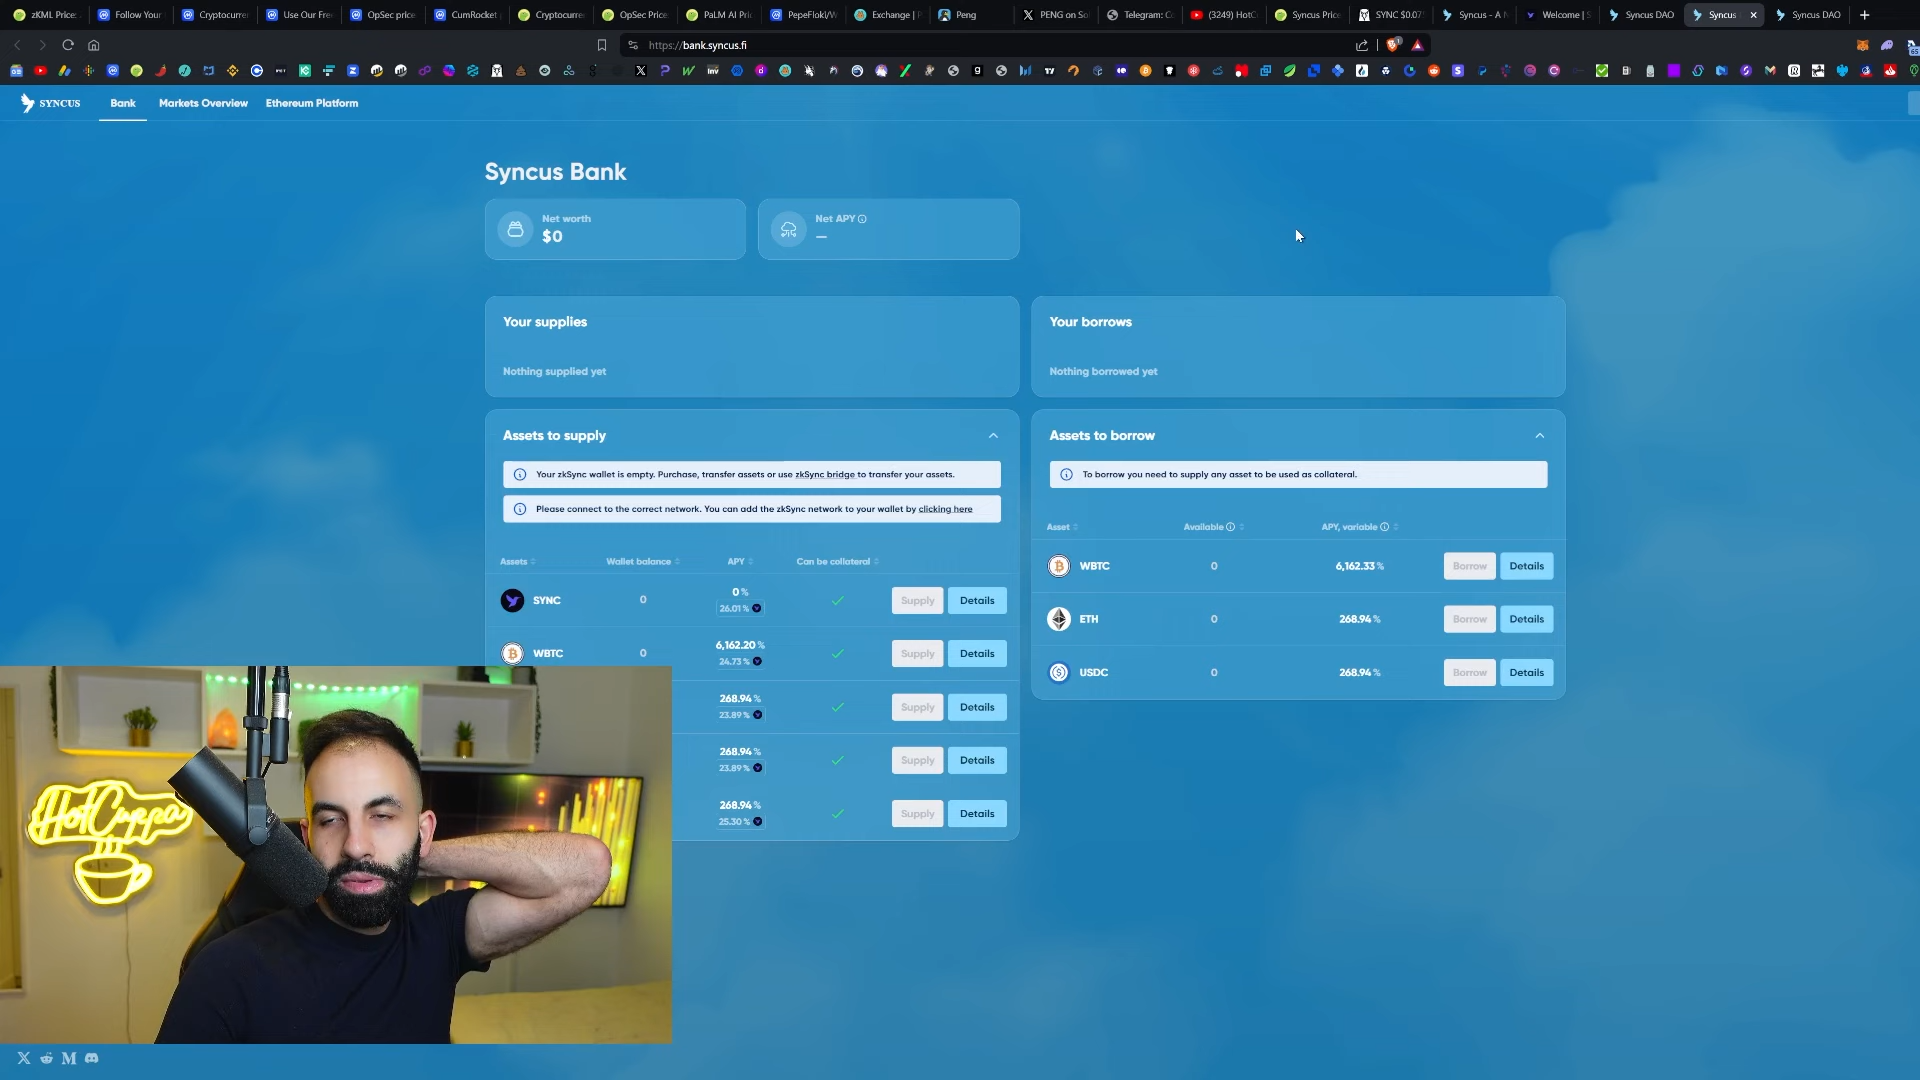 zKML Price:
Follow Your
Cryptocurren
Use Our Free
OpSec price
CumRocket
Cryptocurre
OpSec Price
PaLM AI Pric
PepeFloki/W
Exchange | P
Peng
PENG on So
Telegram: C
(3249) HotC
Syncus Price
SYNC $0.07
Syncus - A
Welcome |
Syncus DAO
Syncus
Syncus DAO
https://bank.syncus.fi
SYNCUS
Bank
Markets Overview
Ethereum Platform
Syncus Bank
Net worth
$0
Net APY
—
Your supplies
Nothing supplied yet
Your borrows
Nothing borrowed yet
Assets to supply
Your zkSync wallet is empty. Purchase, transfer assets or use zkSync bridge to transfer your assets.
Please connect to the correct network. You can add the zkSync network to your wallet by clicking here
Assets
Wallet balance
APY
Can be collateral
SYNC
0
0 %
26.01 %
Supply
Details
WBTC
0
6,162.20 %
24.73 %
Supply
Details
268.94 %
23.89 %
Supply
Details
268.94 %
23.89 %
Supply
Details
268.94 %
25.30 %
Supply
Details
Assets to borrow
To borrow you need to supply any asset to be used as collateral.
Asset
Available
APY, variable
WBTC
0
6,162.33 %
Borrow
Details
ETH
0
268.94 %
Borrow
Details
USDC
0
268.94 %
Borrow
Details
HotCuppa